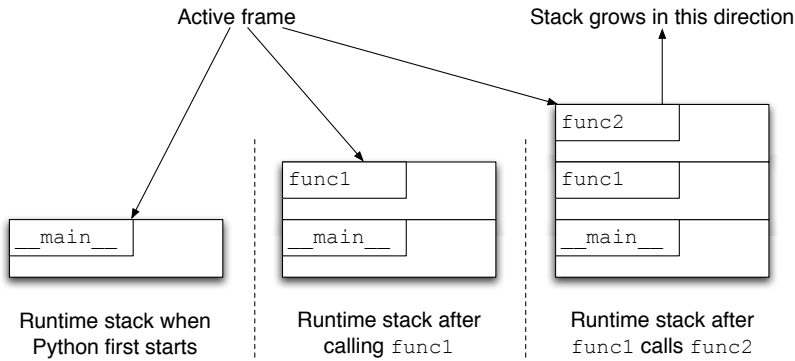 Active frame
Stack grows in this direction
__main__
func1
__main__
func2
func1
__main__
Runtime stack when
Python first starts
Runtime stack after
calling func1
Runtime stack after
func1 calls func2